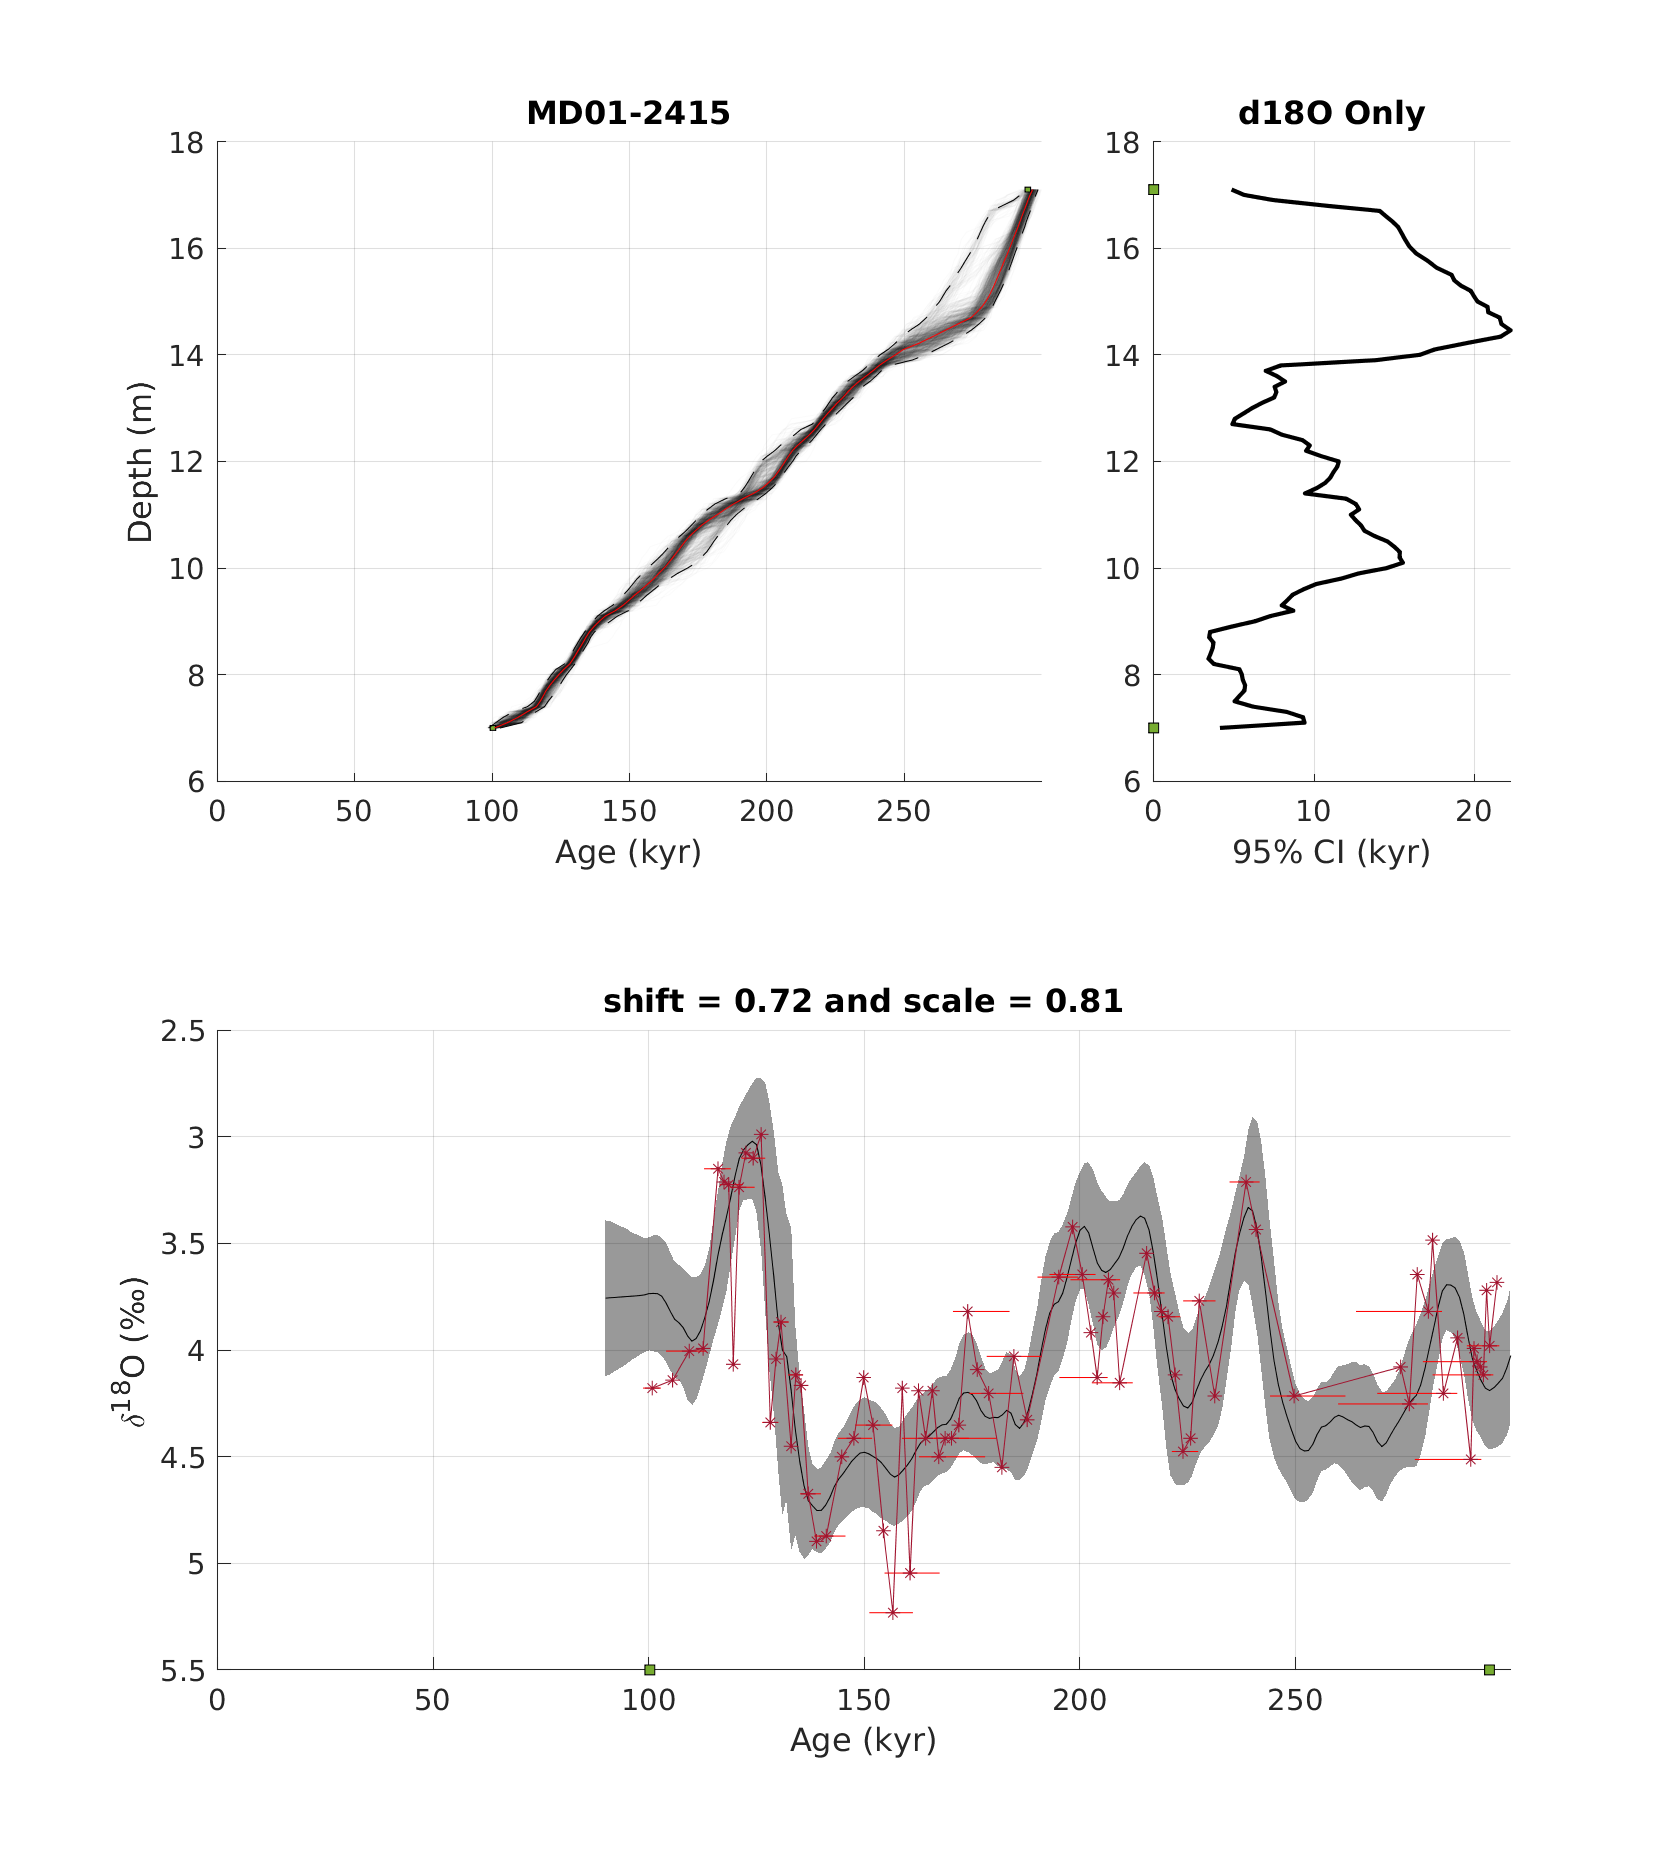 MD01-2415
18
16
14
12
10
8
6
Depth (m)
0 50 100 150 200 250
Age (kyr)
d18O Only
18
16
14
12
10
8
6
0 10 20
95% CI (kyr)
shift = 0.72 and scale = 0.81
2.5
3
3.5
4
4.5
5
5.5
δ¹⁸O (‰)
0 50 100 150 200 250
Age (kyr)